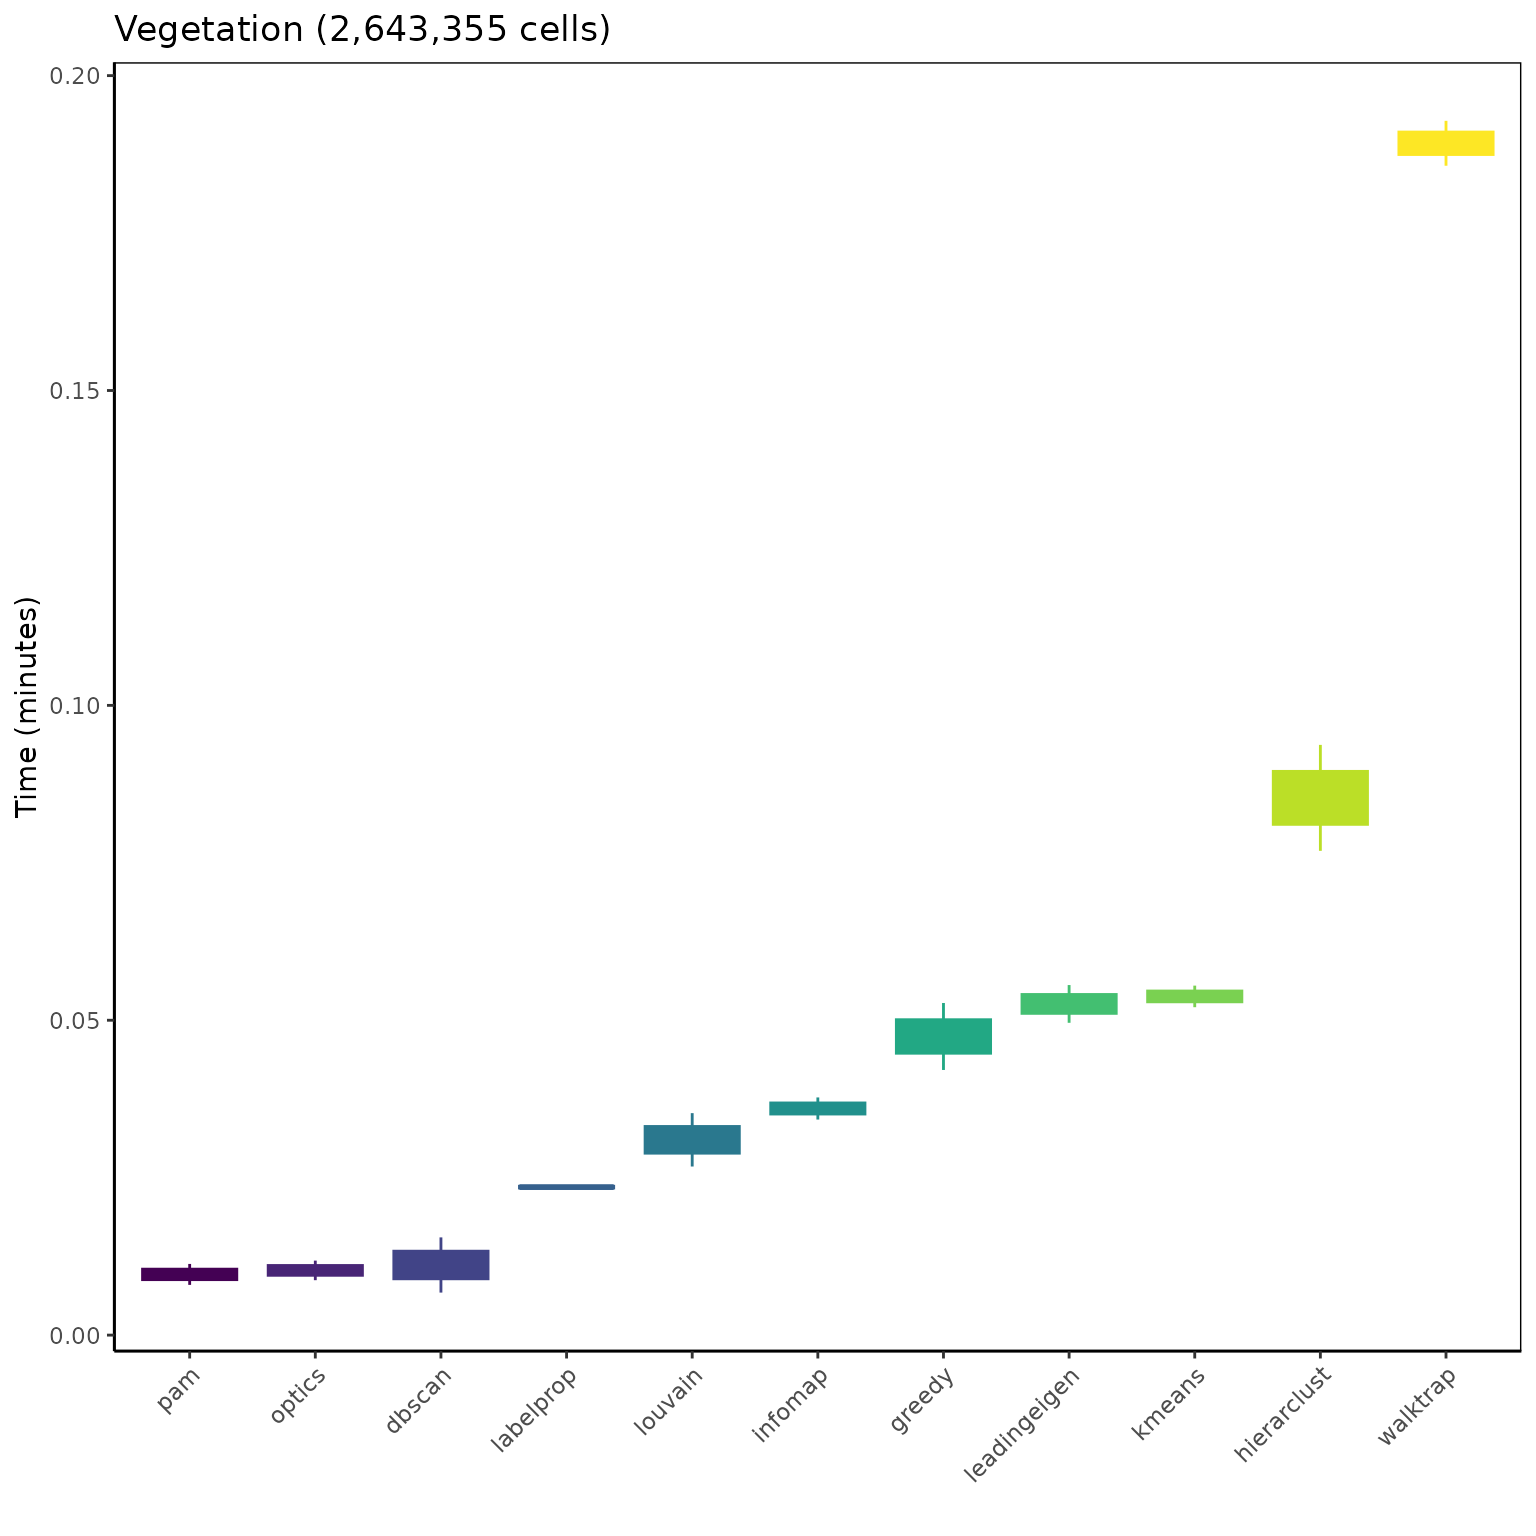 Vegetation (2,643,355 cells)
Time (minutes)
0.20
0.15
0.10
0.05
0.00
pam
optics
dbscan
labelprop
louvain
infomap
greedy
leadingeigen
kmeans
hierarclust
walktrap